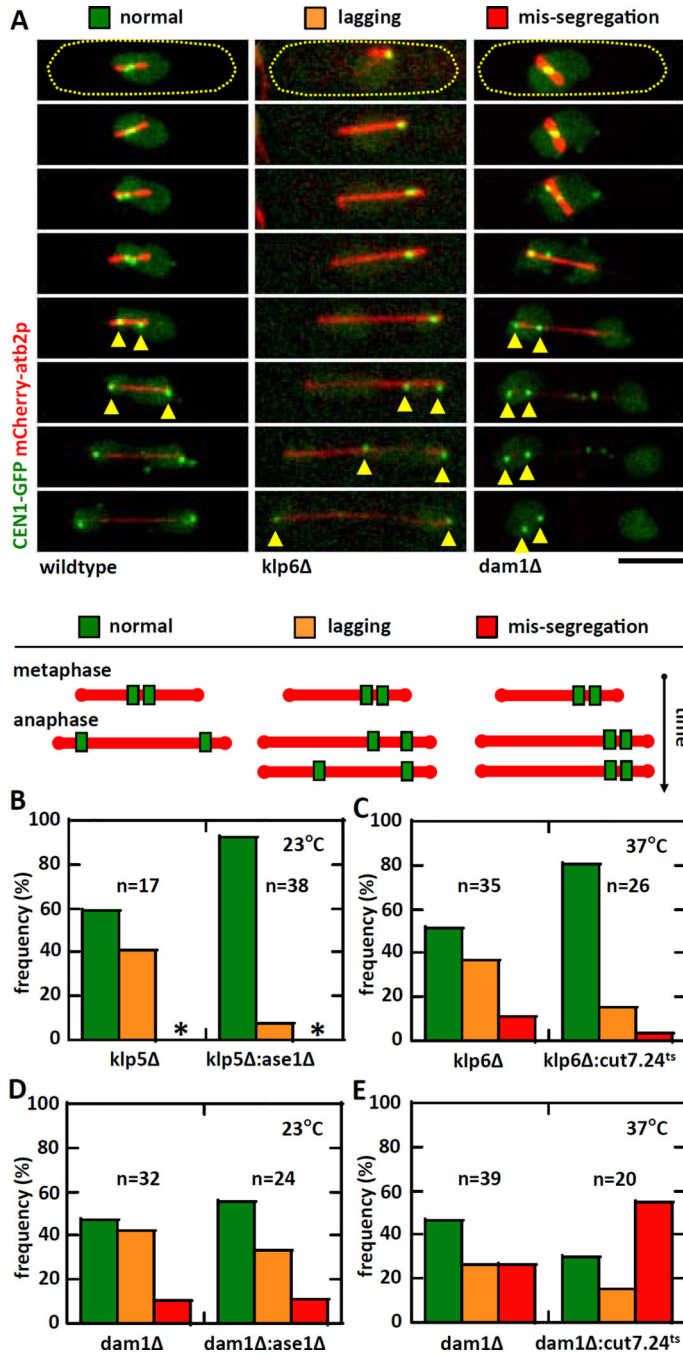 normal lagging mis-segregation
A
CEN1-GFP mCherry-atb2p
wildtype klp6Δ dam1Δ
normal lagging mis-segregation
metaphase
anaphase
time
B
C
100
80
60
40
20
0
frequency (%)
23°C
n=17 n=38
* *
klp5Δ klp5Δ:ase1Δ
100
80
60
40
20
0
frequency (%)
37°C
n=35 n=26
klp6Δ klp6Δ:cut7.24ᵗˢ
D
E
100
80
60
40
20
0
frequency (%)
23°C
n=32 n=24
dam1Δ dam1Δ:ase1Δ
100
80
60
40
20
0
frequency (%)
37°C
n=39 n=20
dam1Δ dam1Δ:cut7.24ᵗˢ